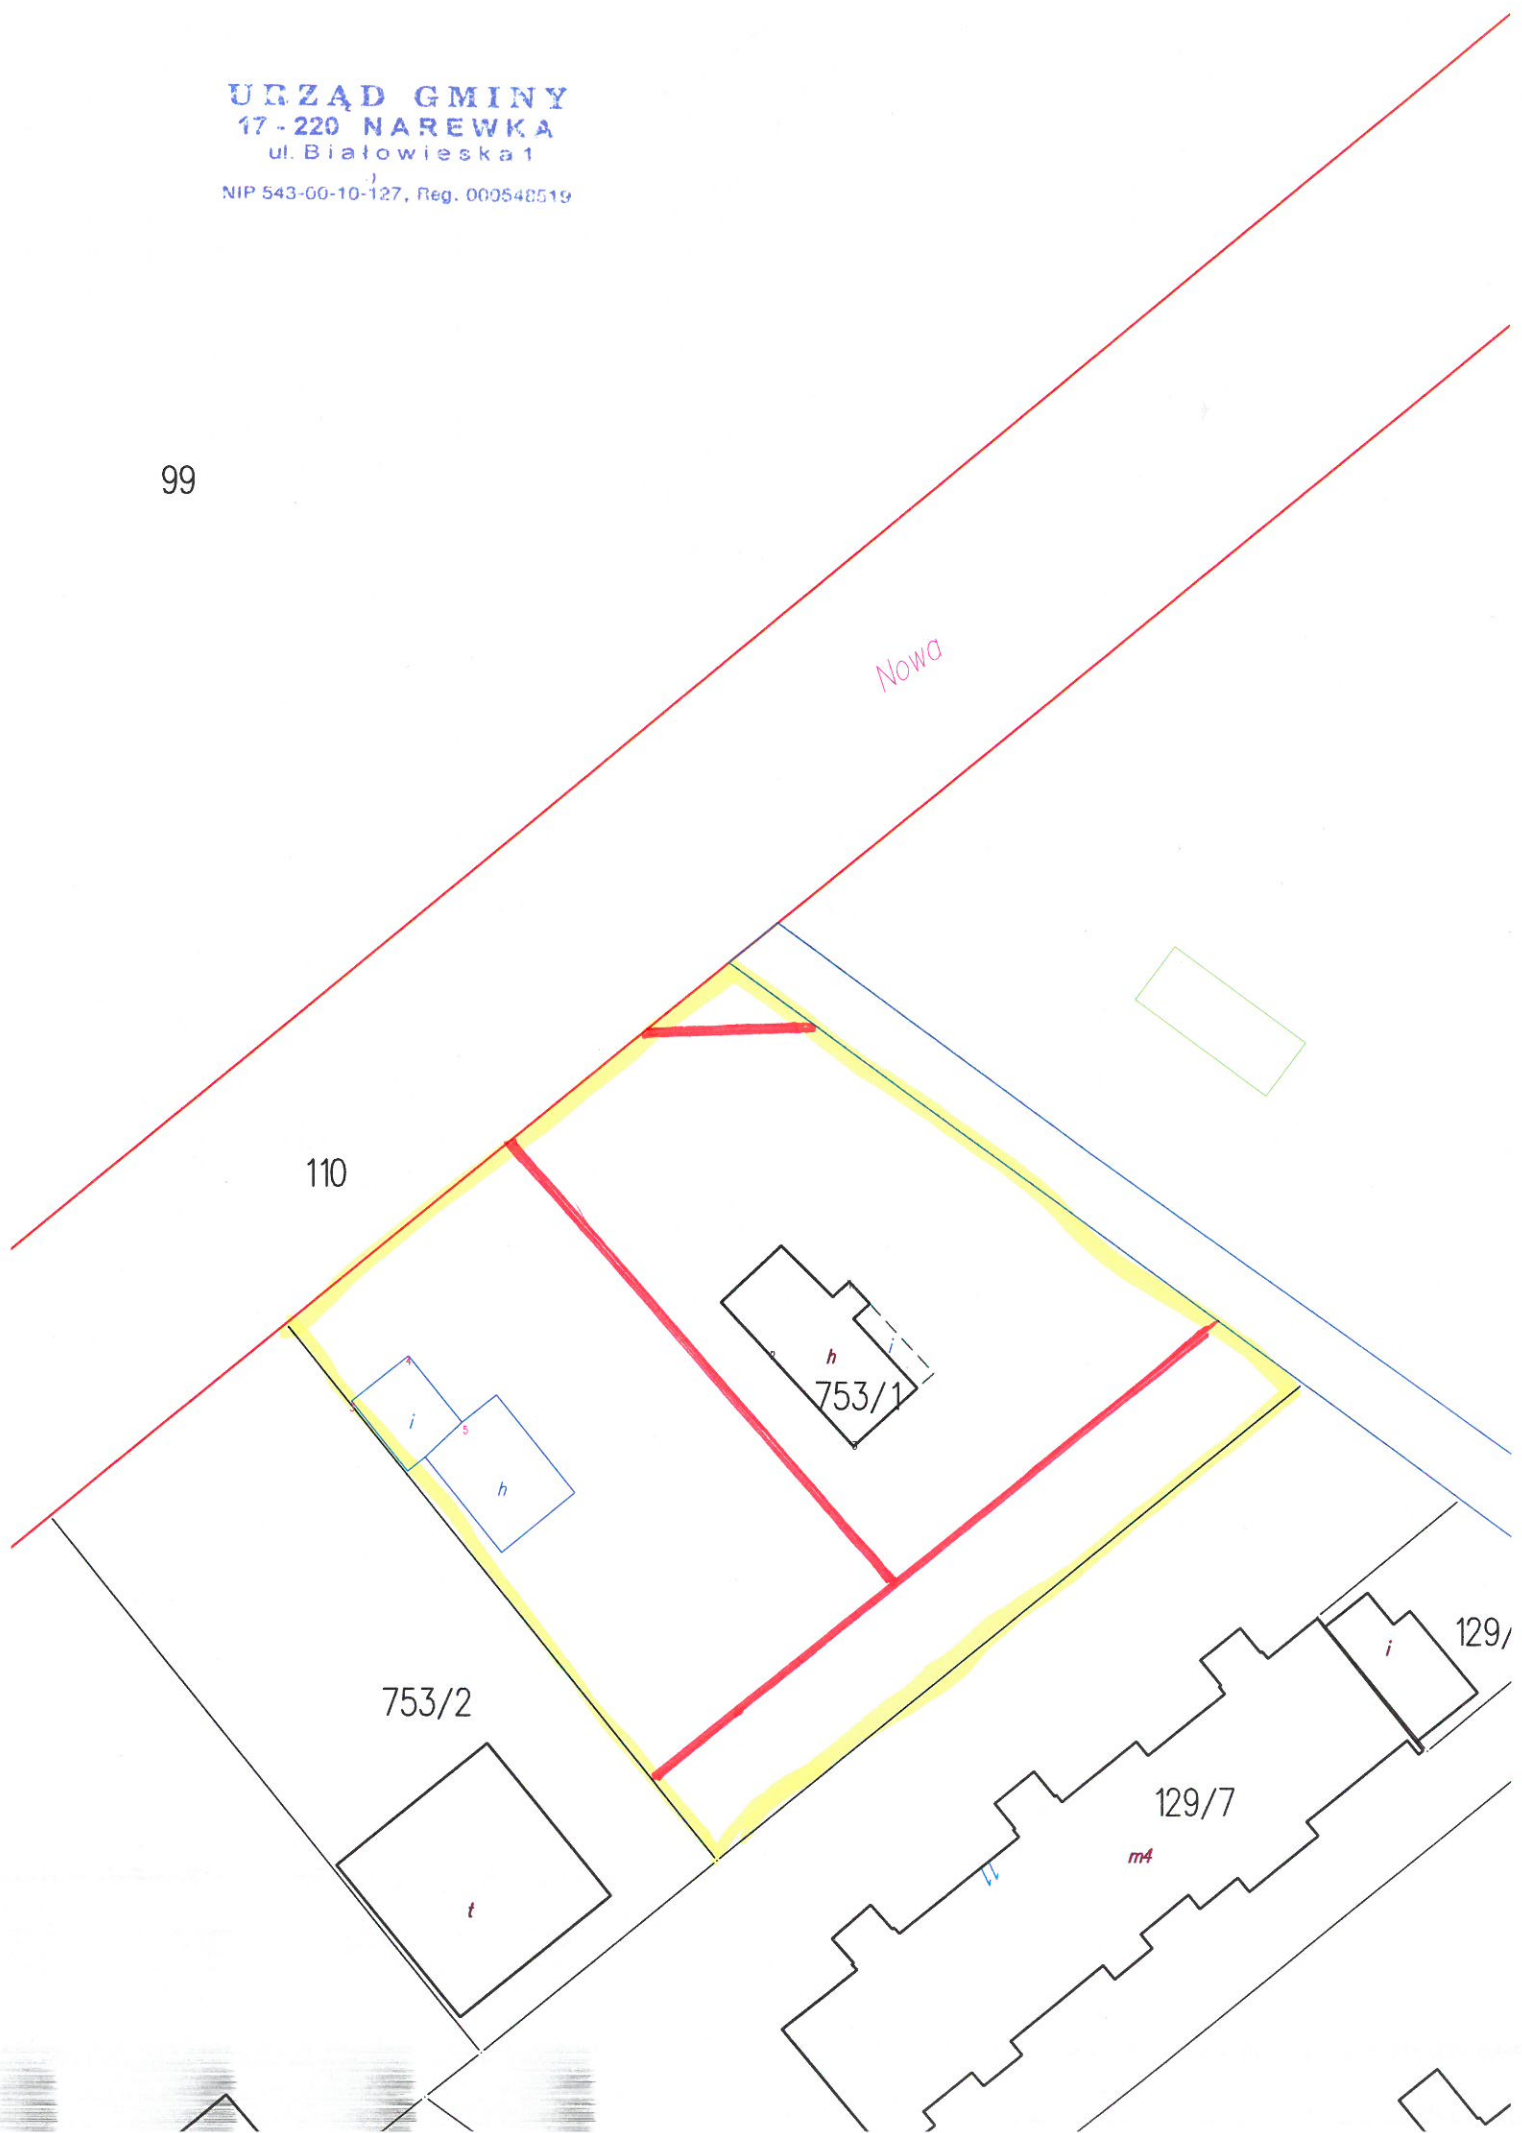 URZĄD GMINY
17-220 NAREWKA
ul. Białowieska 1
NIP 543-00-10-127, Reg. 000548519
99
Nowa
110
h
i
753/1
i
5
h
753/2
129/
i
129/7
m4
t